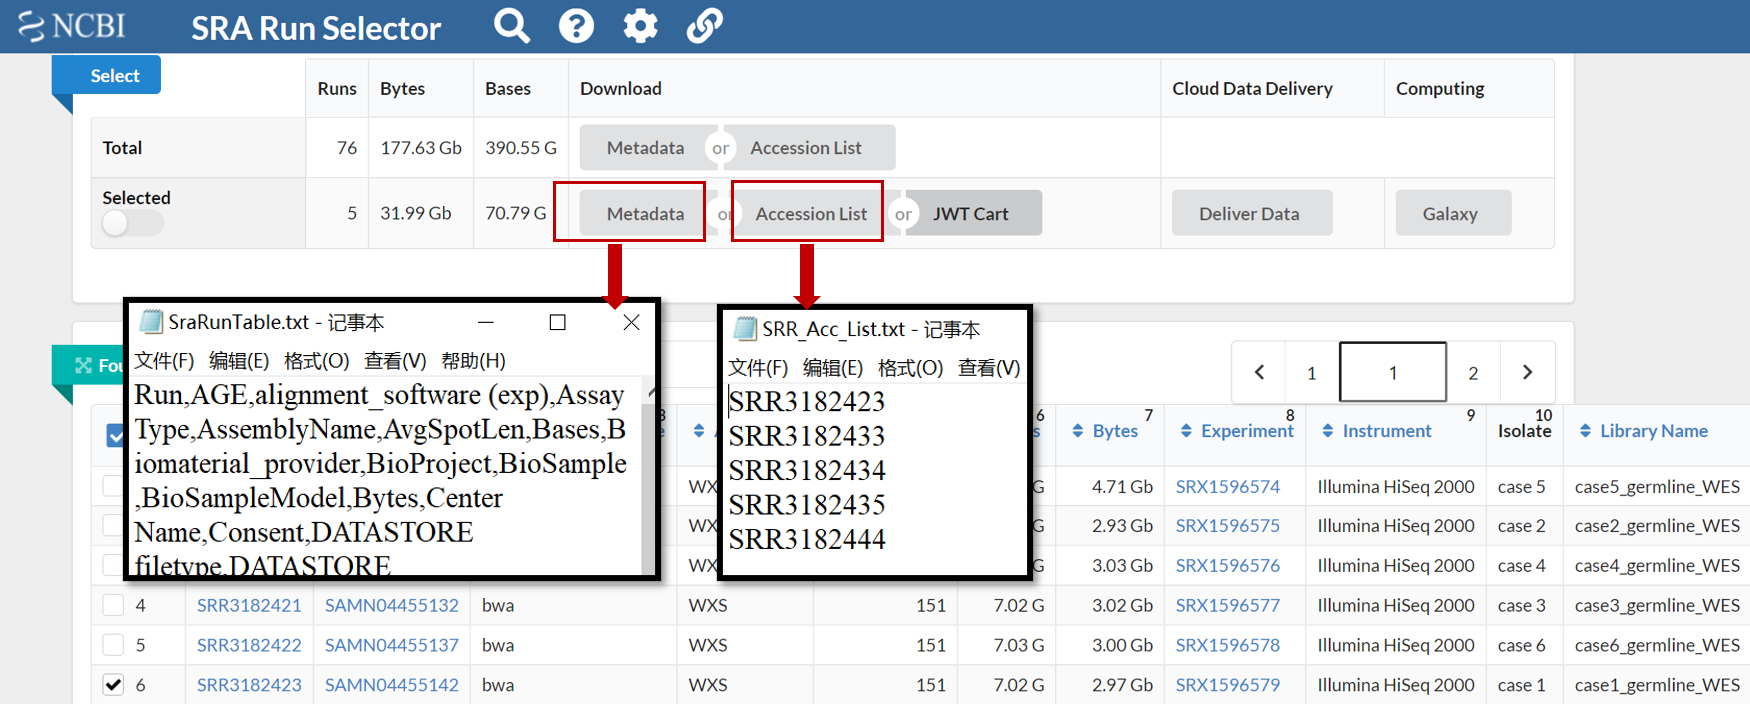 NCBI SRA Run Selector
Select
Runs Bytes Bases Download Cloud Data Delivery Computing
Total 76 177.63 Gb 390.55 G Metadata or Accession List
Selected 5 31.99 Gb 70.79 G Metadata or Accession List or JWT Cart Deliver Data Galaxy
SraRunTable.txt - 记事本
文件(F) 编辑(E) 格式(O) 查看(V) 帮助(H)
Run,AGE,alignment_software (exp),Assay
Type,AssemblyName,AvgSpotLen,Bases,B
iomaterial_provider,BioProject,BioSample
,BioSampleModel,Bytes,Center
Name,Consent,DATASTORE
filetype,DATASTORE
SRR_Acc_List.txt - 记事本
文件(F) 编辑(E) 格式(O) 查看(V)
SRR3182423
SRR3182433
SRR3182434
SRR3182435
SRR3182444
1 1 2
6 7 8 9 10
Bytes Experiment Instrument Isolate Library Name
G 4.71 Gb SRX1596574 Illumina HiSeq 2000 case 5 case5_germline_WES
2.93 Gb SRX1596575 Illumina HiSeq 2000 case 2 case2_germline_WES
G 3.03 Gb SRX1596576 Illumina HiSeq 2000 case 4 case4_germline_WES
4 SRR3182421 SAMN04455132 bwa WXS 151 7.02 G 3.02 Gb SRX1596577 Illumina HiSeq 2000 case 3 case3_germline_WES
5 SRR3182422 SAMN04455137 bwa WXS 151 7.03 G 3.00 Gb SRX1596578 Illumina HiSeq 2000 case 6 case6_germline_WES
6 SRR3182423 SAMN04455142 bwa WXS 151 7.02 G 2.97 Gb SRX1596579 Illumina HiSeq 2000 case 1 case1_germline_WES